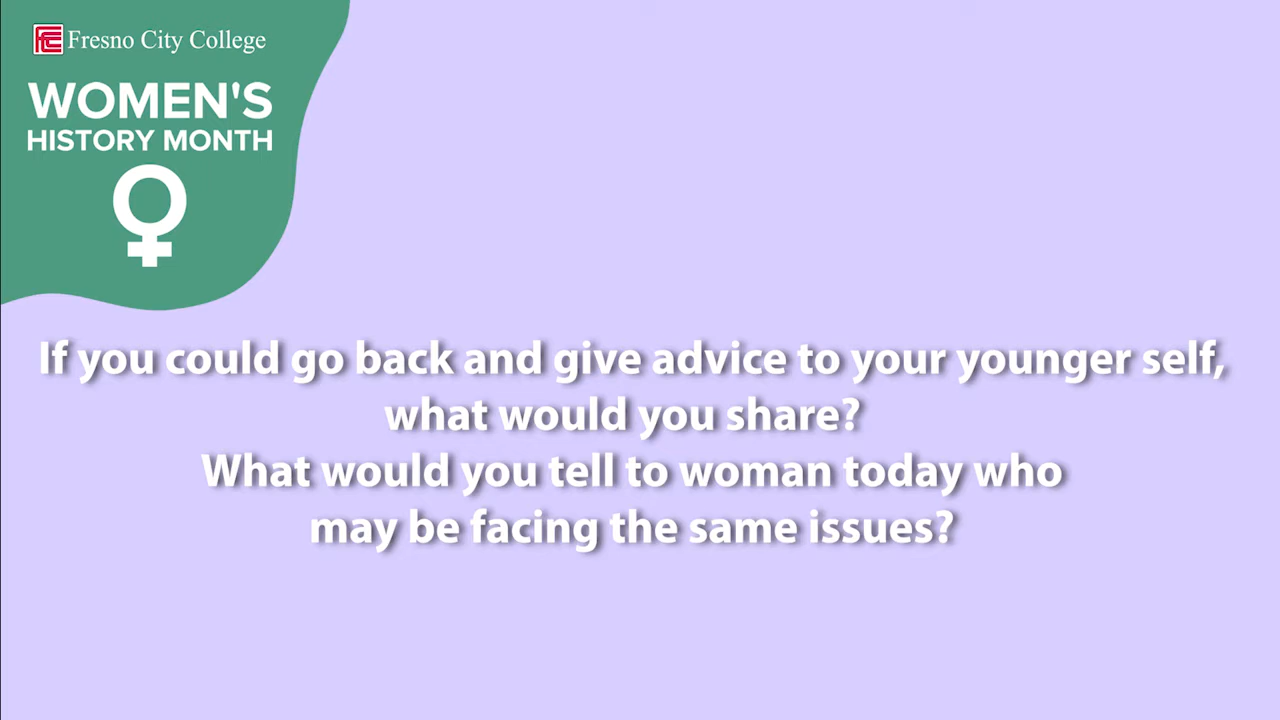 Fresno City College
WOMEN'S
HISTORY MONTH
If you could go back and give advice to your younger self,
what would you share?
What would you tell to woman today who
may be facing the same issues?